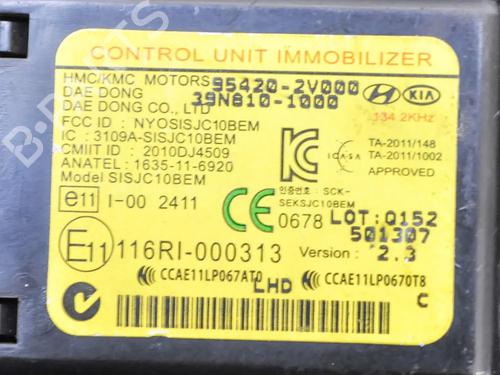 CONTROL UNIT IMMOBILIZER
HMC/KMC MOTORS 95420-2V000
DAE DONG 39N810-1000
DAE DONG CO., LTD
HYUNDAI KIA
134.2KHz
FCC ID : NYOSISJC10BEM
IC : 3109A-SISJC10BEM
CMIIT ID : 2010DJ4509
ANATEL : 1635-11-6920
Model SISJC10BEM
ICASA
TA-2011/148
TA-2011/1002
APPROVED
인증번호 : SCK-
SEKSJC10BEM
e11 I-00 2411
CE 0678
LOT:Q152
501307
E11 116RI-000313
Version : 2.3
CCAE11LP067AT0
LHD
CCAE11LP0670T8
C
B-Parts